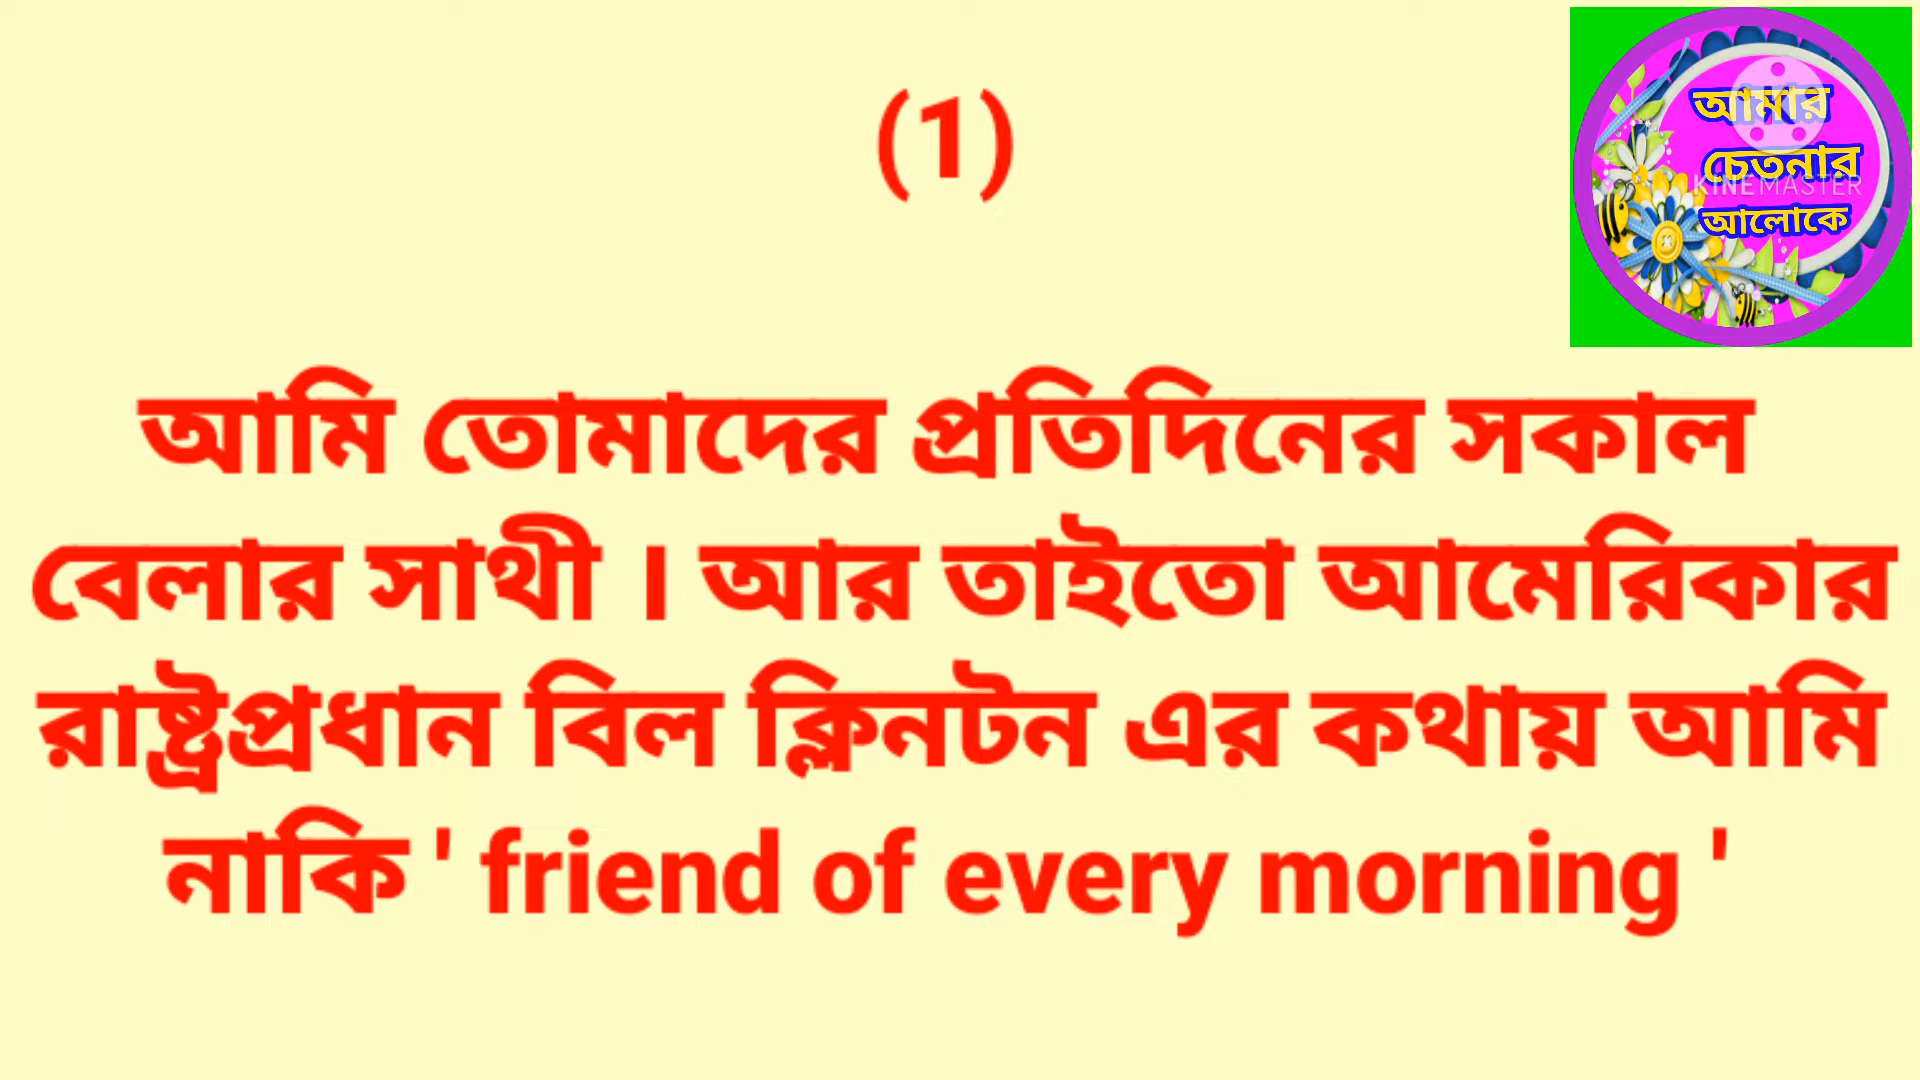 (1)
আমার
চেতনার
KINEMASTER
আলোকে
আমি তোমাদের প্রতিদিনের সকাল
বেলার সাথী । আর তাইতো আমেরিকার
রাষ্ট্রপ্রধান বিল ক্লিনটন এর কথায় আমি
নাকি ' friend of every morning '